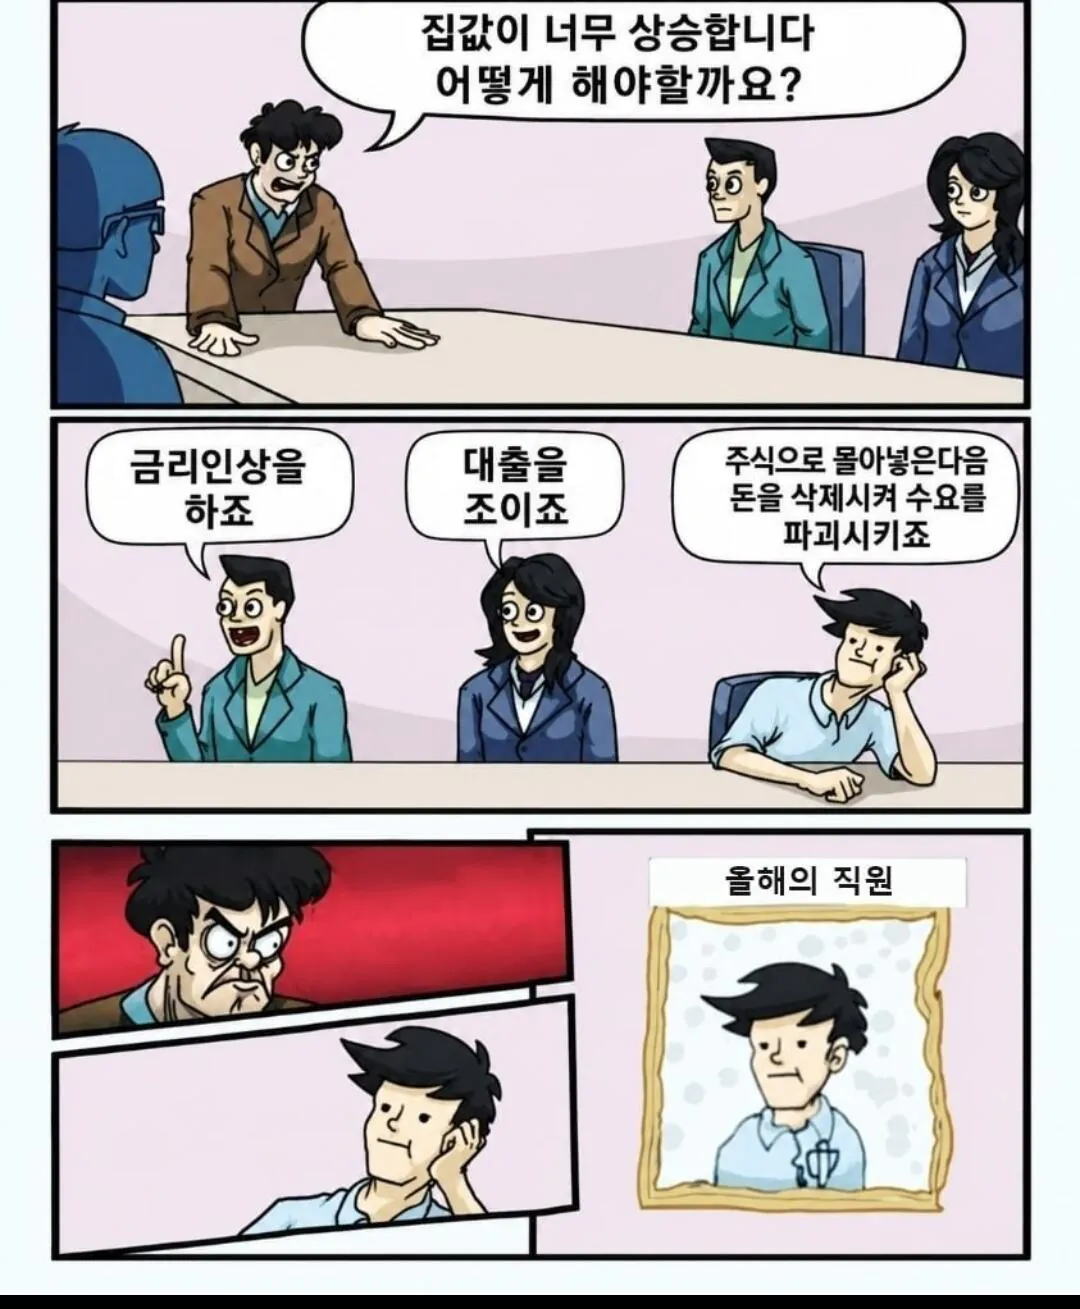 집값이 너무 상승합니다
어떻게 해야할까요?
금리인상을
하죠
대출을
조이죠
주식으로 몰아넣은다음
돈을 삭제시켜 수요를
파괴시키죠
올해의 직원